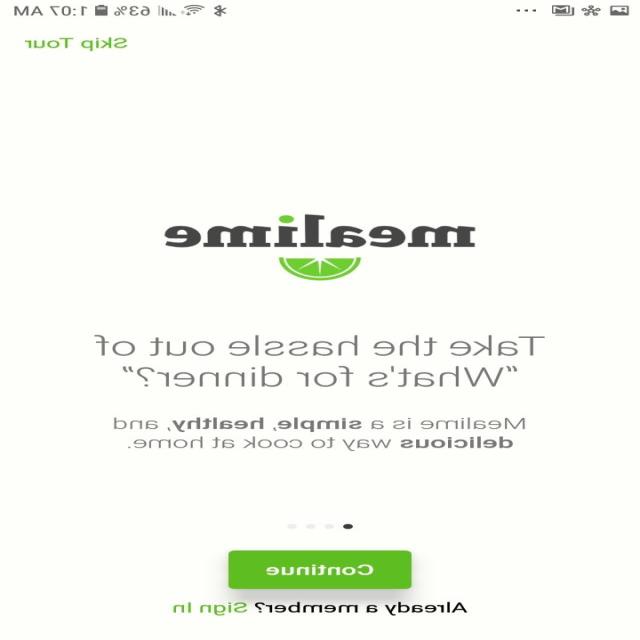 63% 1:07 AM
Skip Tour
mealime
Take the hassle out of
“What's for dinner?”
Mealime is a simple, healthy, and
delicious way to cook at home.
Continue
Already a member? Sign In